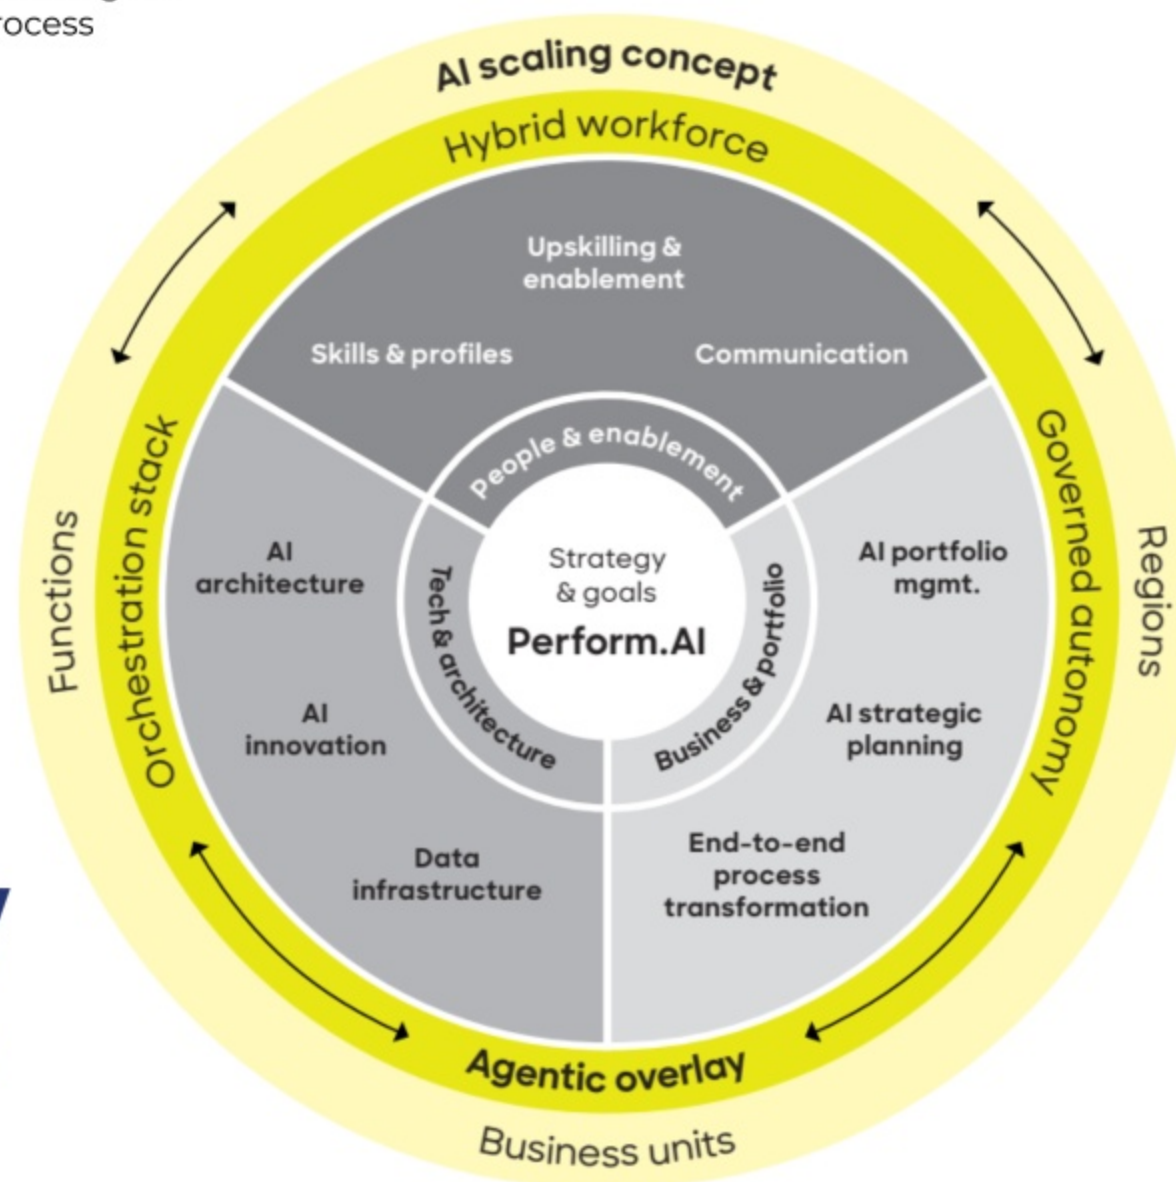 rocess
AI scaling concept
Hybrid workforce
Upskilling &
enablement
Skills & profiles
Communication
People & enablement
Functions
Orchestration stack
AI
architecture
AI
innovation
Data
infrastructure
Tech & architecture
Strategy
& goals
Perform.AI
Business & portfolio
AI portfolio
mgmt.
AI strategic
planning
End-to-end
process
transformation
Governed autonomy
Regions
Agentic overlay
Business units